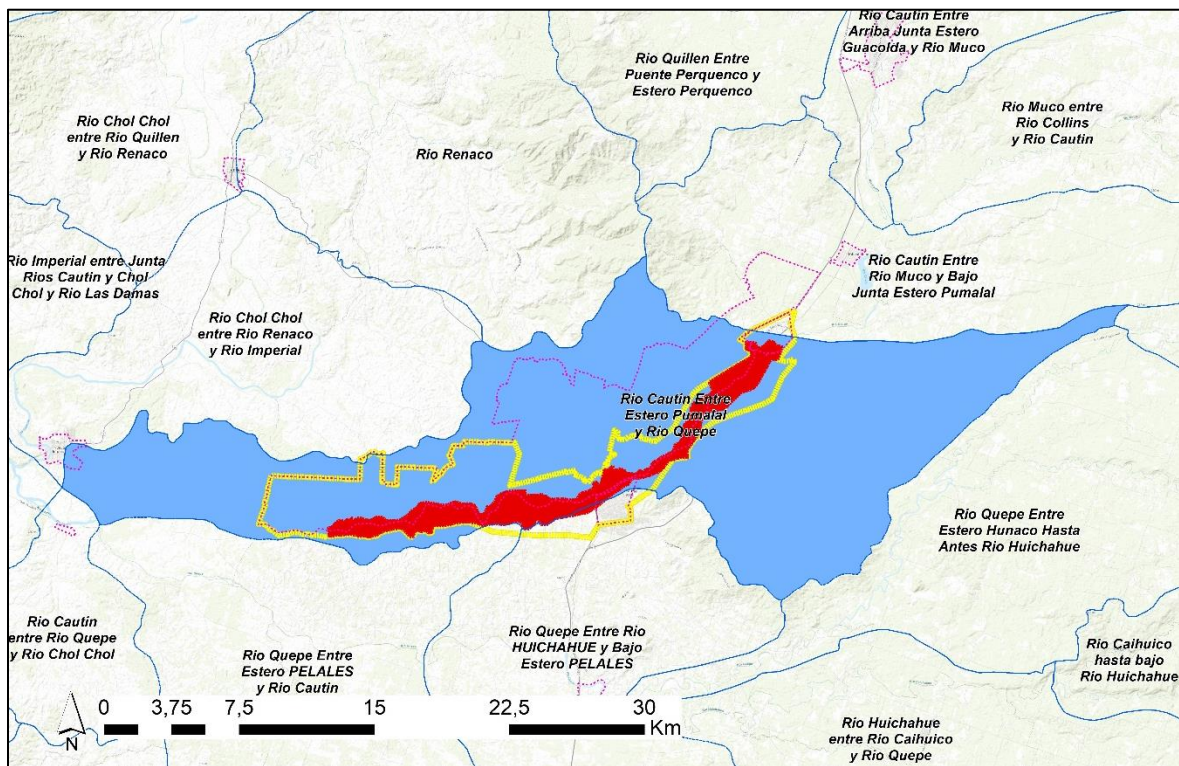 Rio Cautin Entre
Arriba Junta Estero
Guacolda y Rio Muco
Rio Quillen Entre
Puente Perquenco y
Estero Perquenco
Rio Muco entre
Rio Collins
y Rio Cautin
Rio Chol Chol
entre Rio Quillen
y Rio Renaco
Rio Renaco
Rio Imperial entre Junta
Rios Cautin y Chol
Chol y Rio Las Damas
Rio Cautin Entre
Rio Muco y Bajo
Junta Estero Pumalal
Rio Chol Chol
entre Rio Renaco
y Rio Imperial
Rio Cautin Entre
Estero Pumalal
y Rio Quepe
Rio Quepe Entre
Estero Hunaco Hasta
Antes Rio Huichahue
Rio Cautin
entre Rio Quepe
y Rio Chol Chol
Rio Quepe Entre
Estero PELALES
y Rio Cautin
Rio Quepe Entre Rio
HUICHAHUE y Bajo
Estero PELALES
Rio Caihuico
hasta bajo
Rio Huichahue
Rio Huichahue
entre Rio Caihuico
y Rio Quepe
N
0 3,75 7,5 15 22,5 30
Km